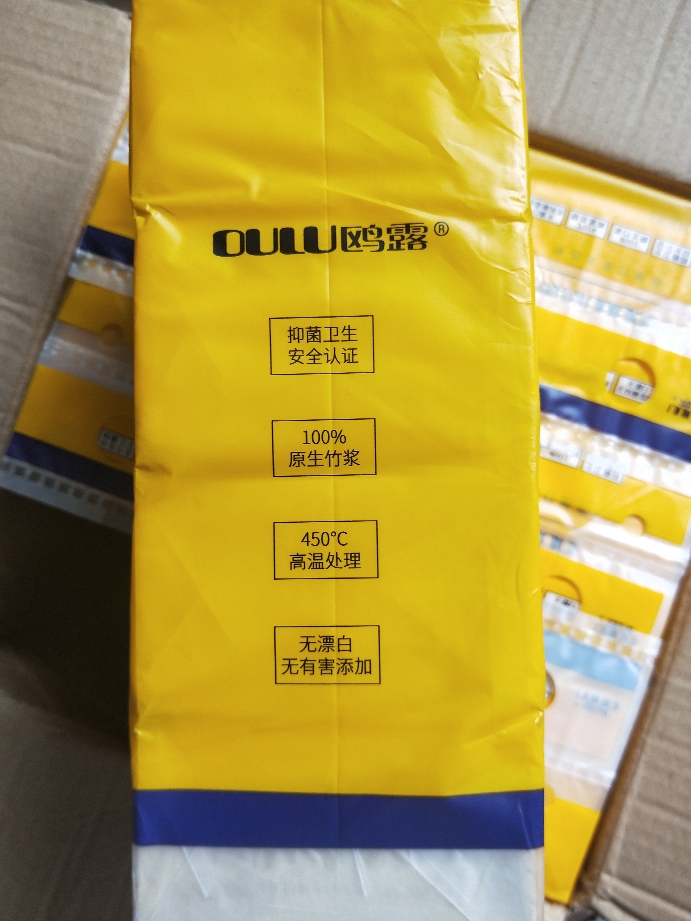 OULU鸥露®
抑菌卫生
安全认证
100%
原生竹浆
450°C
高温处理
无漂白
无有害添加